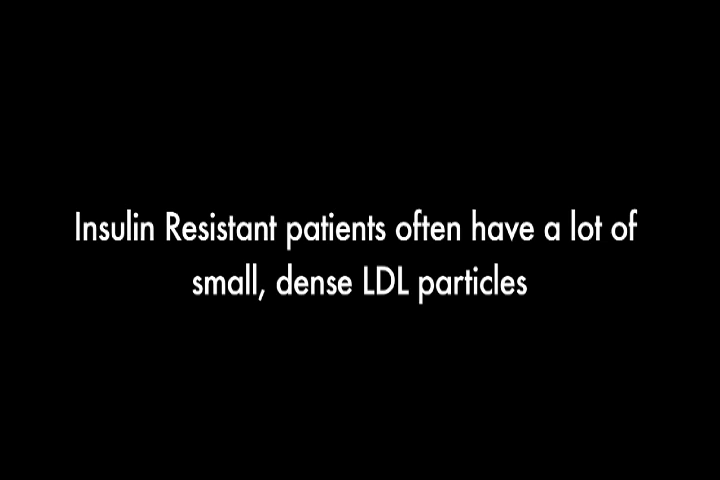 Insulin Resistant patients often have a lot of
small, dense LDL particles